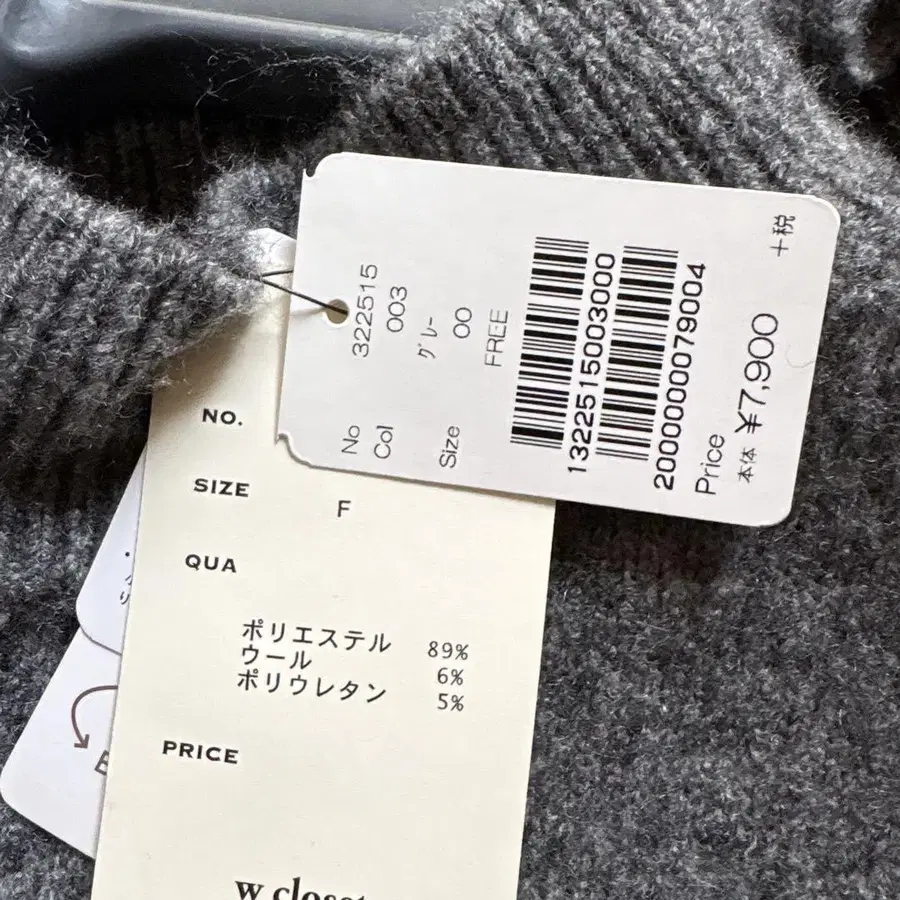 No 322515
Col 003
グレー
Size 00
FREE
1322515003000
2000000079004
Price
本体 ¥7,900 +税
NO.
SIZE
F
QUA
ポリエステル 89%
ウール 6%
ポリウレタン 5%
PRICE
w closet